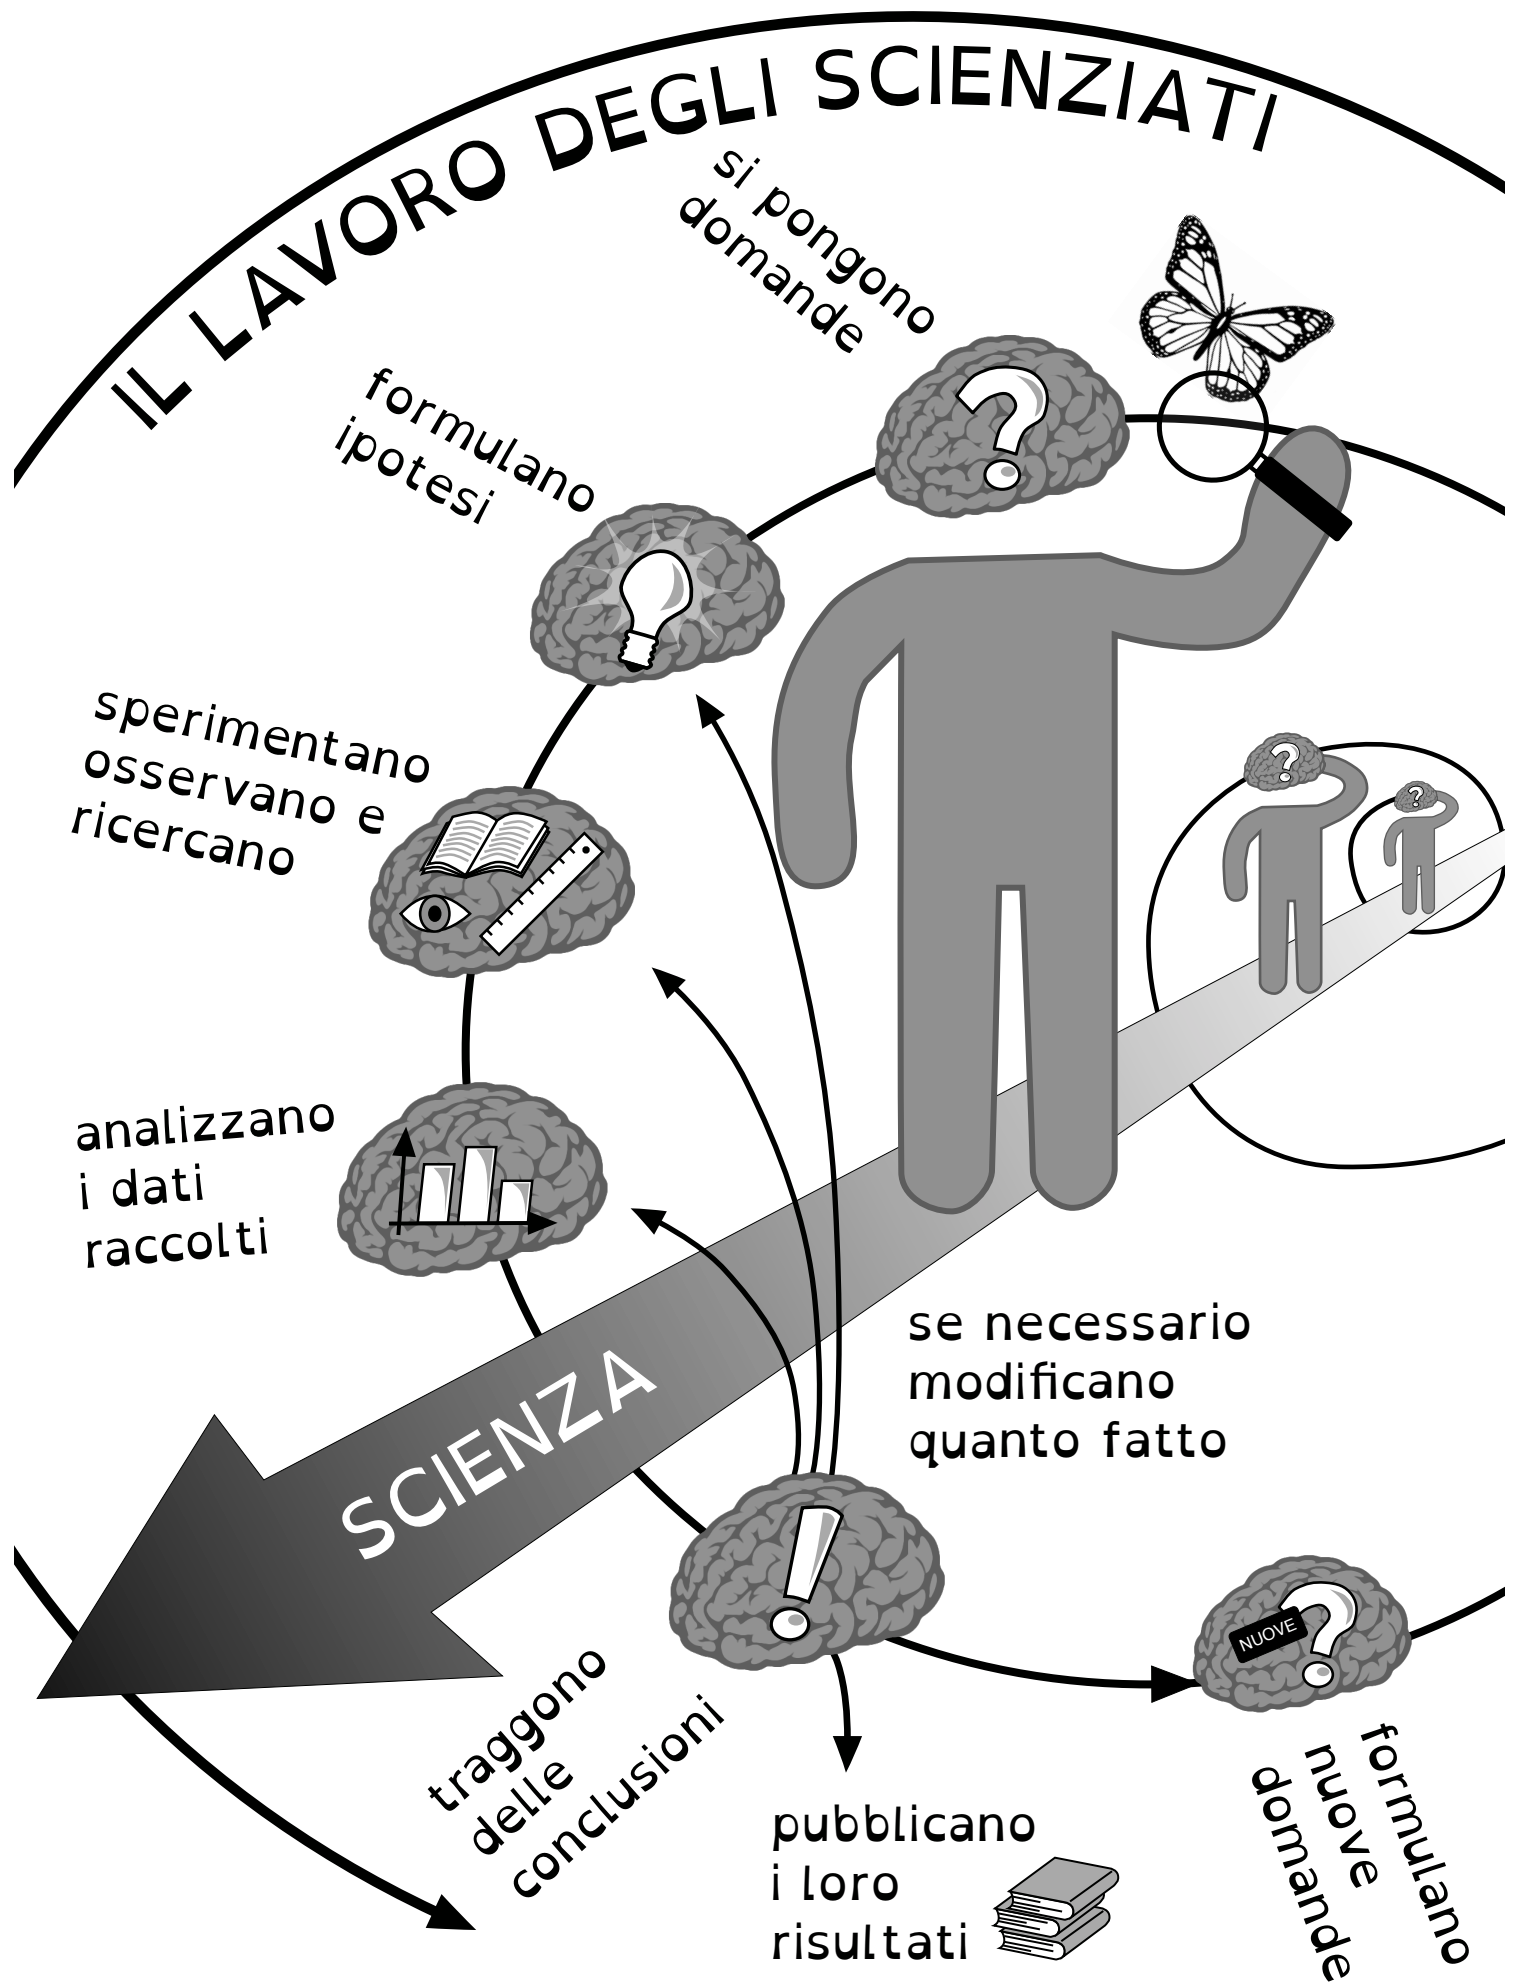 IL LAVORO DEGLI SCIENZIATI
si pongono
domande
formulano
ipotesi
sperimentano
osservano e
ricercano
analizzano
i dati
raccolti
SCIENZA
se necessario
modificano
quanto fatto
traggono
delle
conclusioni
pubblicano
i loro
risultati
NUOVE
formulano
nuove
domande